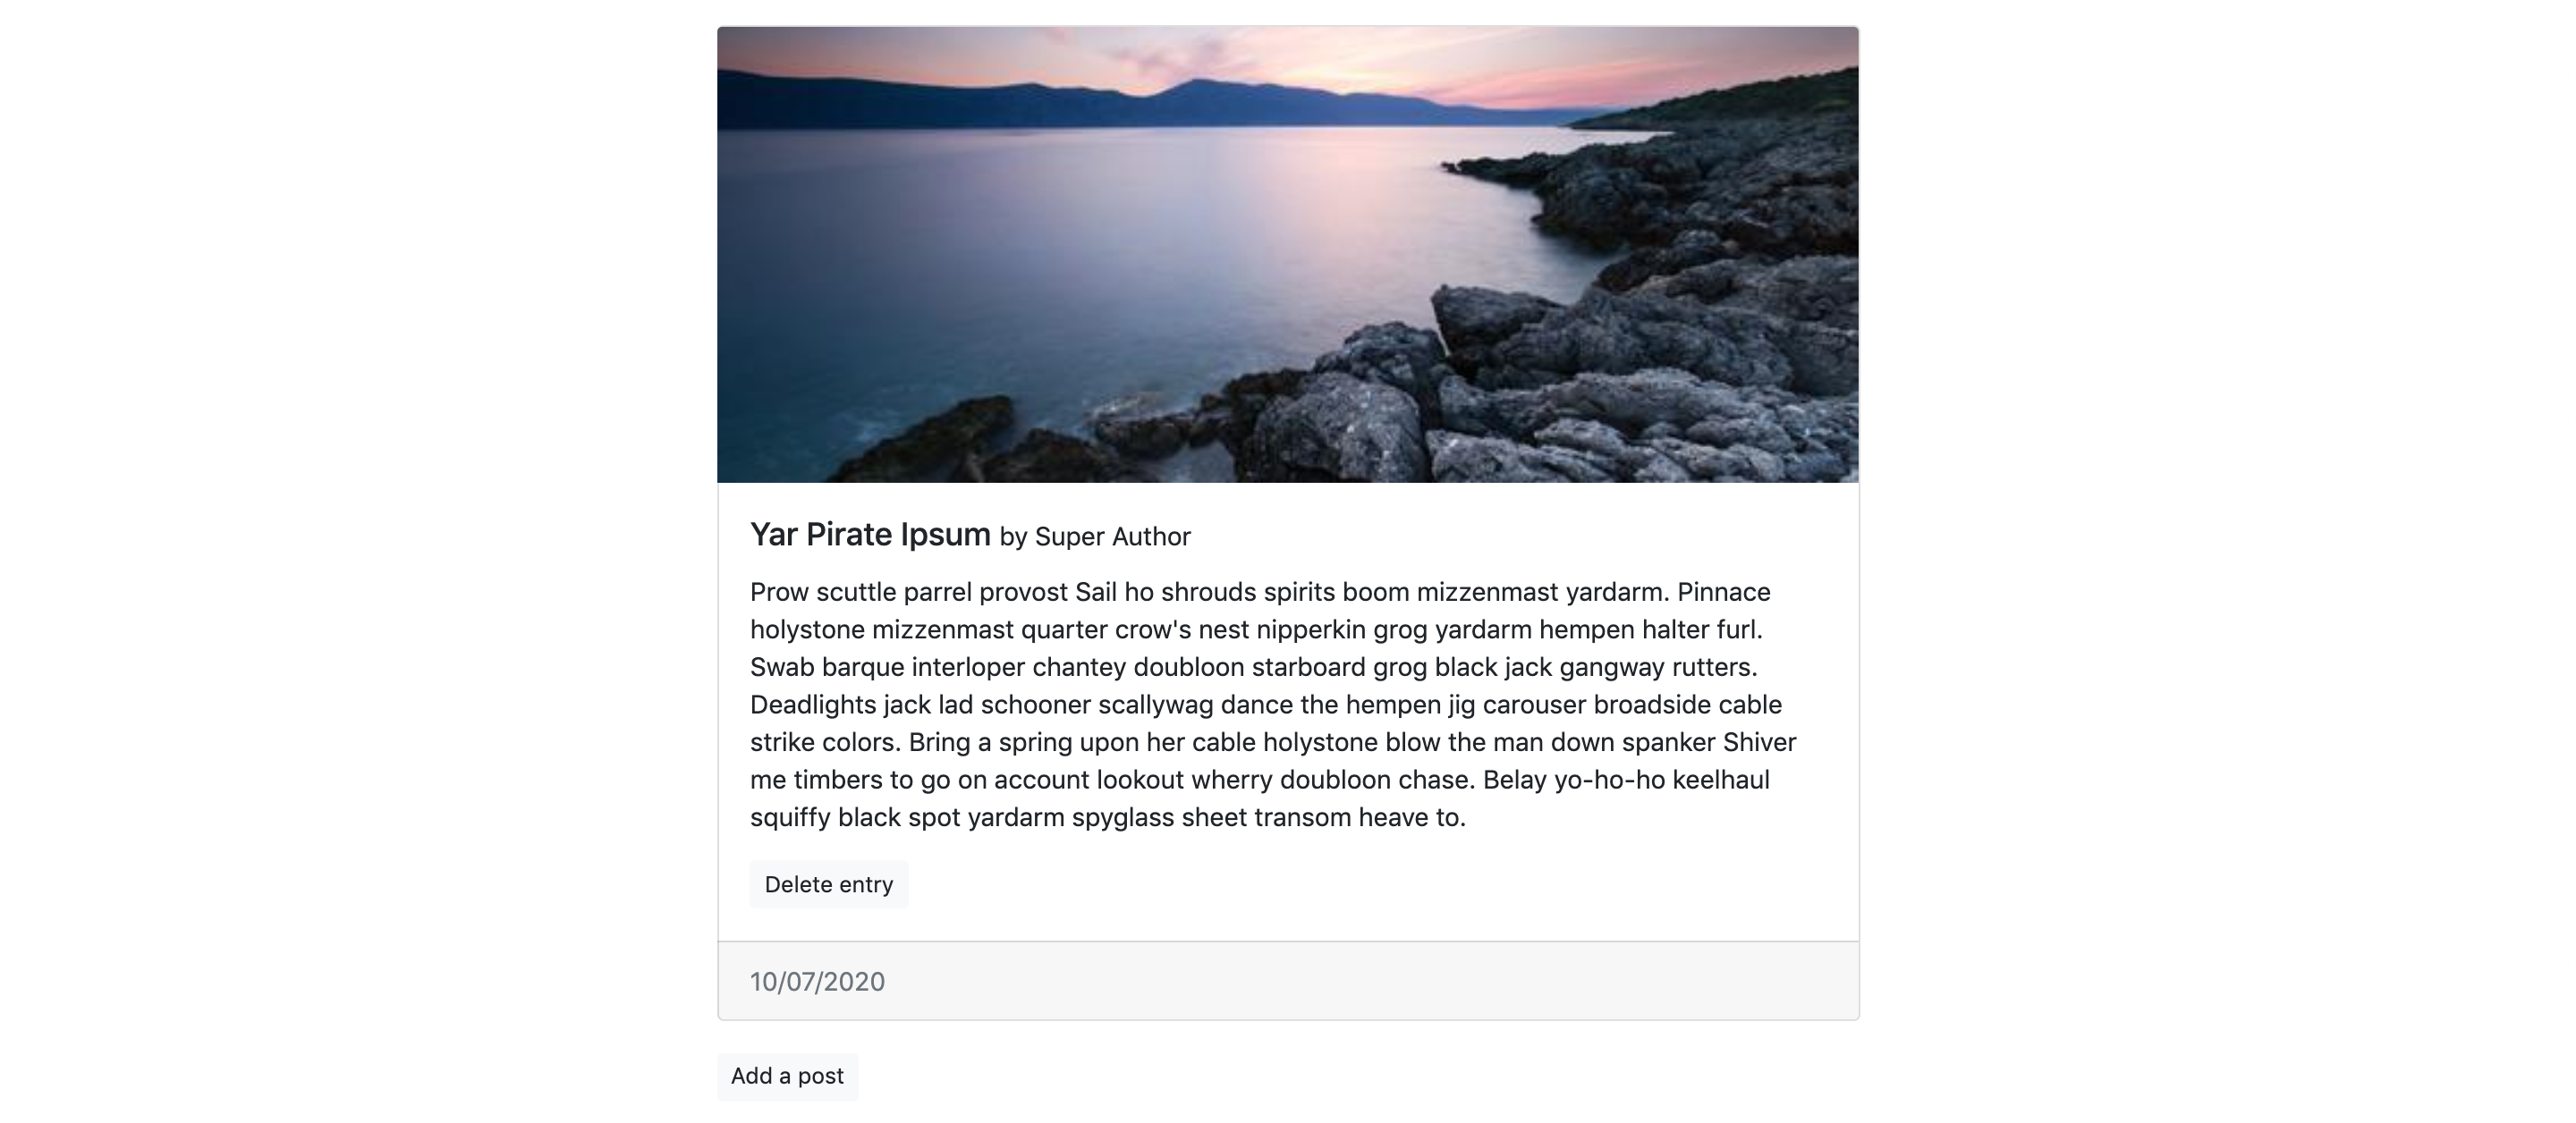 Yar Pirate Ipsum by Super Author
Prow scuttle parrel provost Sail ho shrouds spirits boom mizzenmast yardarm. Pinnace
holystone mizzenmast quarter crow's nest nipperkin grog yardarm hempen halter furl.
Swab barque interloper chantey doubloon starboard grog black jack gangway rutters.
Deadlights jack lad schooner scallywag dance the hempen jig carouser broadside cable
strike colors. Bring a spring upon her cable holystone blow the man down spanker Shiver
me timbers to go on account lookout wherry doubloon chase. Belay yo-ho-ho keelhaul
squiffy black spot yardarm spyglass sheet transom heave to.
Delete entry
10/07/2020
Add a post